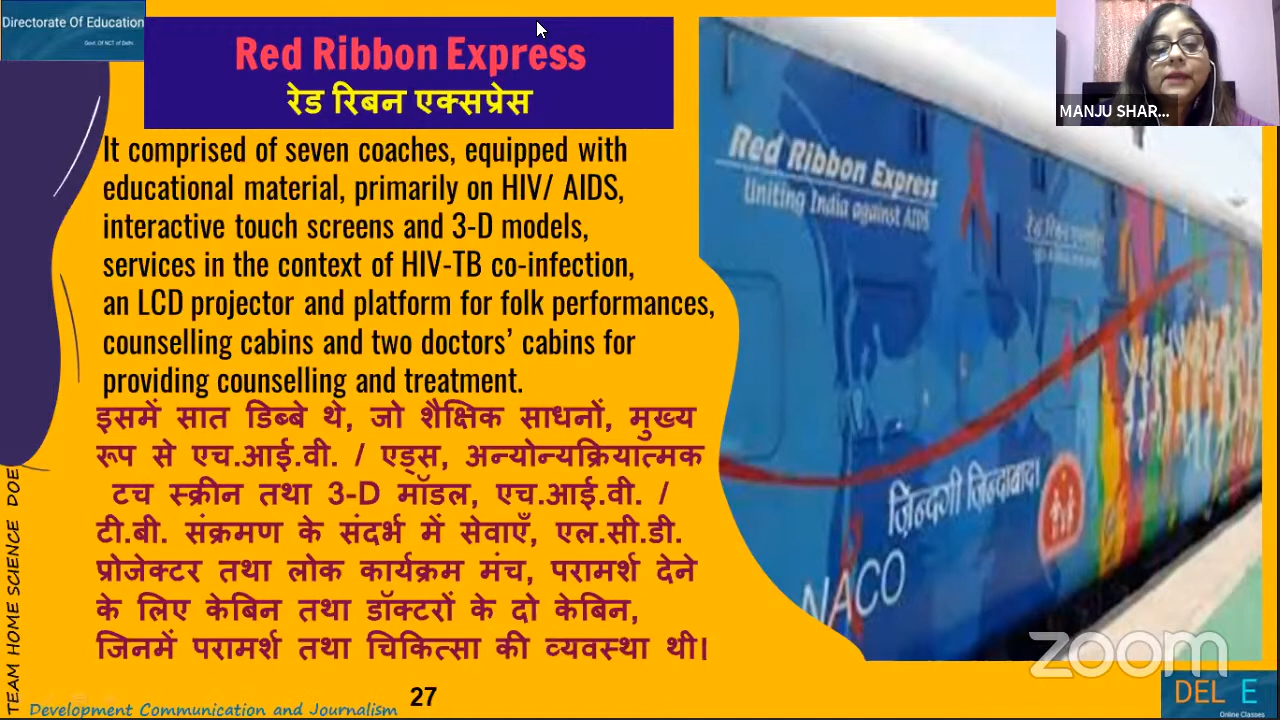 Directorate Of Education
Govt. Of NCT of Delhi
Red Ribbon Express
रेड रिबन एक्सप्रेस
MANJU SHAR...
It comprised of seven coaches, equipped with
educational material, primarily on HIV/ AIDS,
interactive touch screens and 3-D models,
services in the context of HIV-TB co-infection,
an LCD projector and platform for folk performances,
counselling cabins and two doctors’ cabins for
providing counselling and treatment.
इसमें सात डिब्बे थे, जो शैक्षिक साधनों, मुख्य
रूप से एच.आई.वी. / एड्स, अन्योन्यक्रियात्मक
टच स्क्रीन तथा 3-D मॉडल, एच.आई.वी. /
टी.बी. संक्रमण के संदर्भ में सेवाएँ, एल.सी.डी.
प्रोजेक्टर तथा लोक कार्यक्रम मंच, परामर्श देने
के लिए केबिन तथा डॉक्टरों के दो केबिन,
जिनमें परामर्श तथा चिकित्सा की व्यवस्था थी।
Red Ribbon Express
Uniting India against AIDS
ज़िन्दगी ज़िन्दाबाद।
NACO
zoom
DEL E
Online Classes
TEAM HOME SCIENCE DOE
Development Communication and Journalism
27